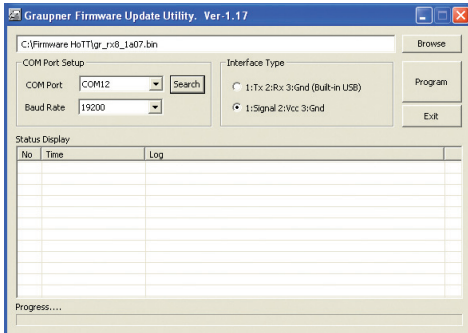 Graupner Firmware Update Utility. Ver-1.17
C:\Firmware HoTT\gr_rx8_1a07.bin
Browse
COM Port Setup
Interface Type
COM Port COM12 Search
1:Tx 2:Rx 3:Gnd (Built-in USB)
Program
Baud Rate 19200
1:Signal 2:Vcc 3:Gnd
Exit
Status Display
No Time Log
Progress....